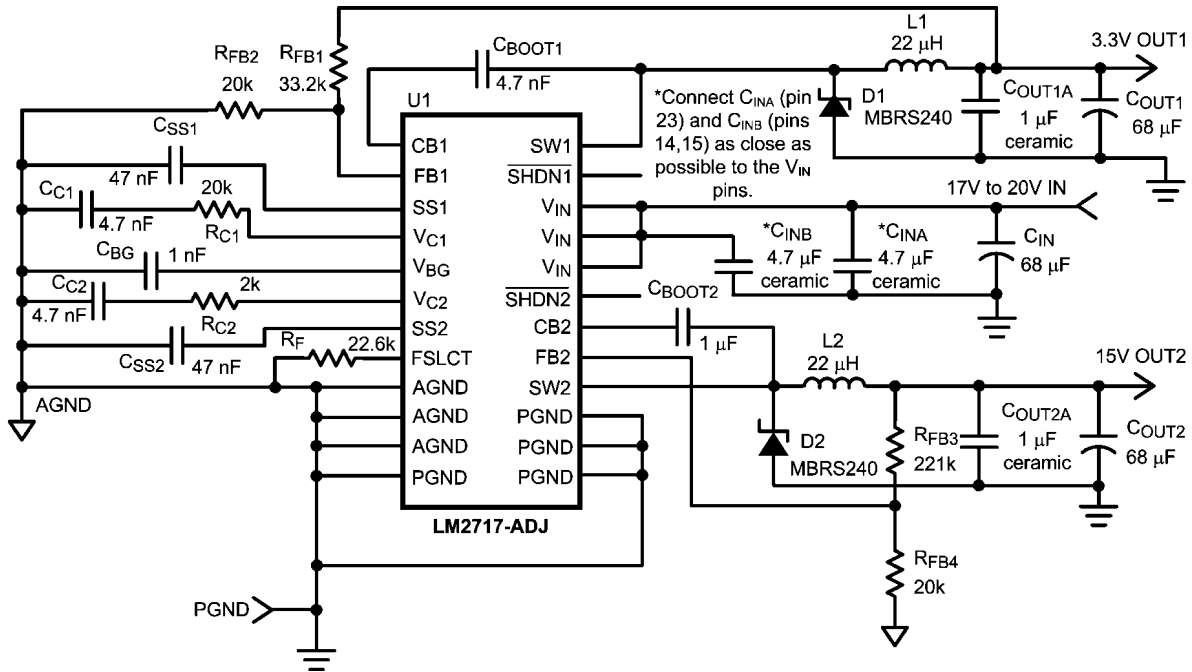 L1
22 µH
3.3V OUT1
CBOOT1
4.7 nF
RFB2
20k
RFB1
33.2k
*Connect CINA (pin
23) and CINB (pins
14,15) as close as
possible to the VIN
pins.
D1
MBRS240
COUT1A
1 µF
ceramic
COUT1
68 µF
U1
CSS1
47 nF
CC1
4.7 nF
20k
RC1
CBG
1 nF
CC2
4.7 nF
2k
RC2
CSS2
47 nF
RF
22.6k
AGND
CB1
FB1
SS1
VC1
VBG
VC2
SS2
FSLCT
AGND
AGND
AGND
PGND
SW1
SHDN1
VIN
VIN
VIN
SHDN2
CB2
FB2
SW2
PGND
PGND
PGND
LM2717-ADJ
17V to 20V IN
*CINB
4.7 µF
ceramic
*CINA
4.7 µF
ceramic
CIN
68 µF
CBOOT2
1 µF
L2
22 µH
15V OUT2
D2
MBRS240
RFB3
221k
COUT2A
1 µF
ceramic
COUT2
68 µF
RFB4
20k
PGND